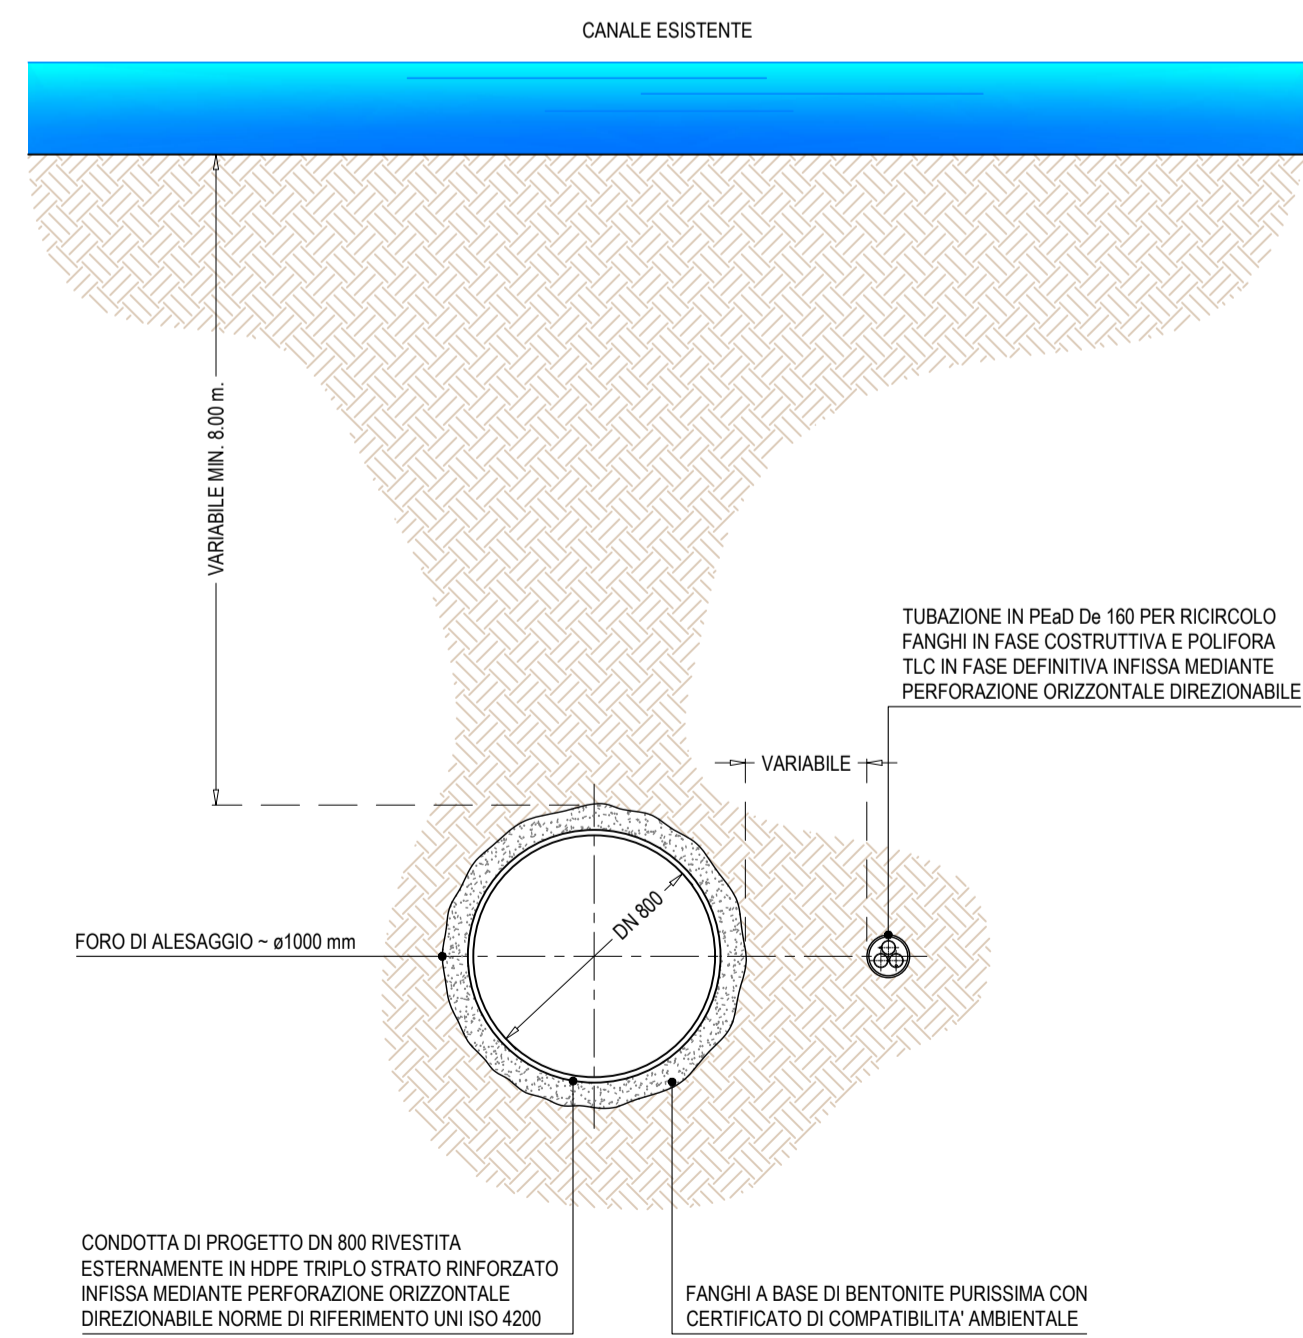 CANALE ESISTENTE
VARIABILE MIN. 8.00 m.
TUBAZIONE IN PEaD De 160 PER RICIRCOLO
FANGHI IN FASE COSTRUTTIVA E POLIFORA
TLC IN FASE DEFINITIVA INFISSA MEDIANTE
PERFORAZIONE ORIZZONTALE DIREZIONABILE
VARIABILE
DN 800
FORO DI ALESAGGIO ~ ø1000 mm
CONDOTTA DI PROGETTO DN 800 RIVESTITA
ESTERNAMENTE IN HDPE TRIPLO STRATO RINFORZATO
INFISSA MEDIANTE PERFORAZIONE ORIZZONTALE
DIREZIONABILE NORME DI RIFERIMENTO UNI ISO 4200
FANGHI A BASE DI BENTONITE PURISSIMA CON
CERTIFICATO DI COMPATIBILITA' AMBIENTALE